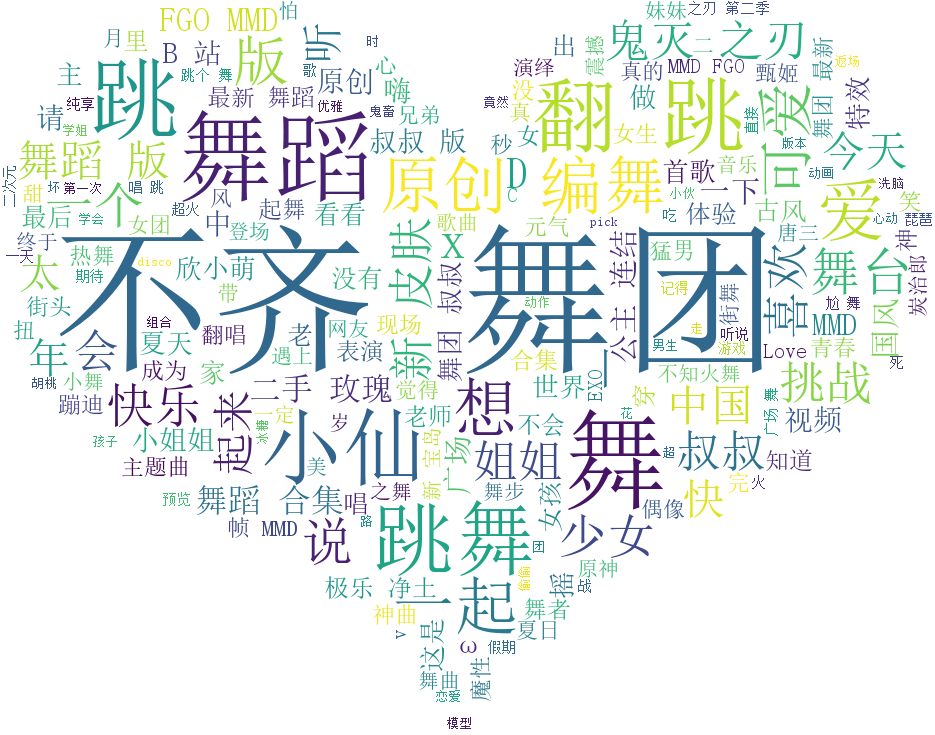 FGO MMD
怕
妹妹
之刃 第二季
月
里
B 站
版
听
时
心
出
震撼
鬼灭 之刃
二
最新
返场
主
跳
跳个 舞
歌
原创
嗨
演绎
翻
跳
真的
MMD FGO
甄姬
纯享
最新 舞蹈
优雅
鬼畜
兄弟
没
真
做
可爱
舞团
特效
请
学姐
舞蹈
叔叔 版
秒
女
女生
直接
版本
动画
今天
舞蹈 版
二次元
甜
坏
第一次
唱 跳
原创 编舞
D
C
首歌
音乐
小伙
一下
洗脑
一个
最后
学会
女团
超火
风
中
起舞
登场
看看
皮肤
歌曲
X
元气
pick
吃
体验
古风
爱
笑
心动
琵琶
终于
一天
热舞
期待
disco
不齐
舞团
猛男
唐三
神
太
欣小萌
没有
叔叔
连结
记得
街舞
喜欢
舞台
尬 舞
炭治郎
街头
带
新
动作
公主
走
听说
MMD
国风
扭
年
会
组合
翻唱
老
网友
现场
舞团
合集
男生
Love
游戏
青春
死
夏天
遇上
表演
胡桃
小舞
成为
家
二手 玫瑰
觉得
想
世界
EXO
不知火舞
挑战
蹦迪
快乐
起来
冰糖
一定
岁
老师
不会
花
穿
中国
广场 舞
视频
孩子
小姐姐
小仙
美
宝岛
广场
姐姐
舞
叔叔
超
知道
主题曲
预览
舞蹈 合集
唱
之舞
新
舞步
女孩
快
完
火
偶像
帧 MMD
说
路
跳舞
团
少女
极乐 净土
偷偷
摇
原神
战
神曲
一起
舞者
v
这是
ω
假期
夏日
舞曲
魔性
恋爱
模型